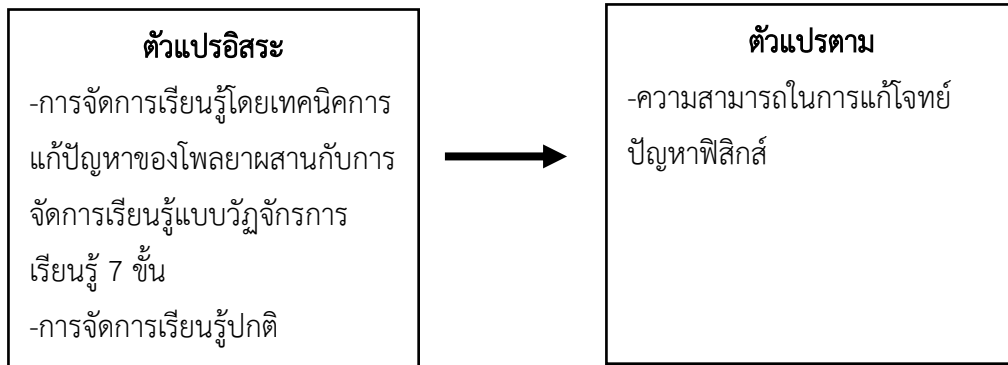 ตัวแปรอิสระ
-การจัดการเรียนรู้โดยเทคนิคการ
แก้ปัญหาของโพลยาผสานกับการ
จัดการเรียนรู้แบบวัฏจักรการ
เรียนรู้ 7 ขั้น
-การจัดการเรียนรู้ปกติ
ตัวแปรตาม
-ความสามารถในการแก้โจทย์
ปัญหาฟิสิกส์